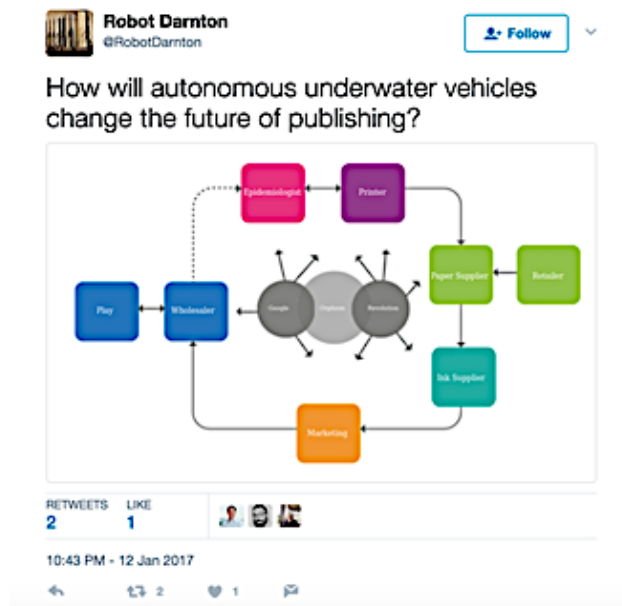 Robot Darnton
@RobotDarnton
Follow
How will autonomous underwater vehicles
change the future of publishing?
Epidemiologist
Printer
Paper Supplier
Retailer
Play
Wholesaler
Google
Orphism
Revolution
Ink Supplier
Marketing
RETWEETS LIKE
2 1
10:43 PM - 12 Jan 2017
2 1